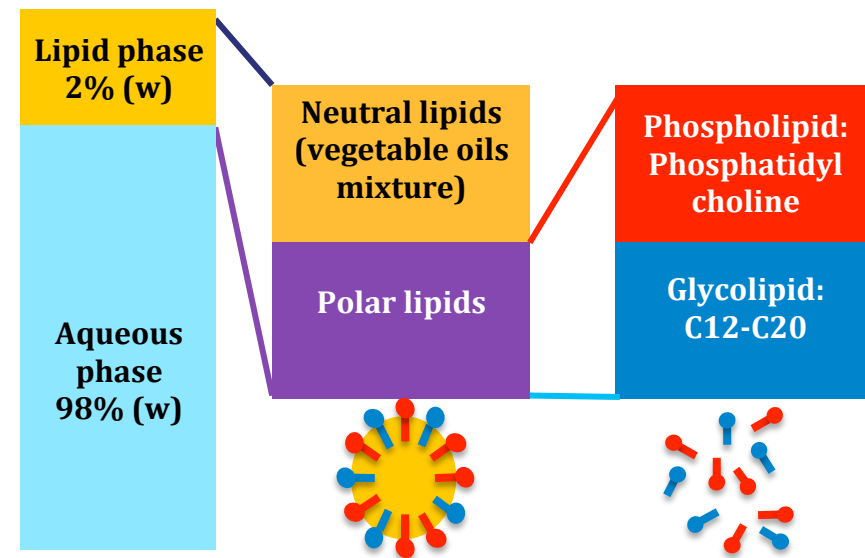 Lipid phase
2% (w)
Aqueous
phase
98% (w)
Neutral lipids
(vegetable oils
mixture)
Polar lipids
Phospholipid:
Phosphatidyl
choline
Glycolipid:
C12-C20